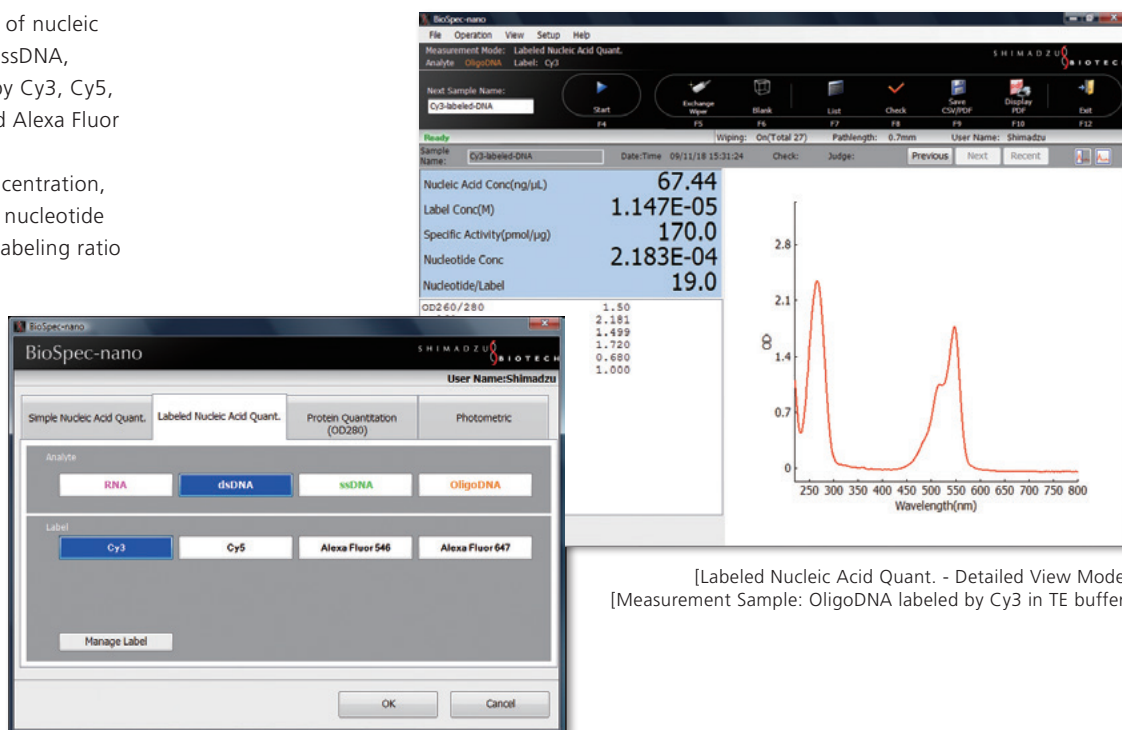 of nucleic
ssDNA,
by Cy3, Cy5,
d Alexa Fluor
centration,
nucleotide
labeling ratio
BioSpec-nano
File Operation View Setup Help
Measurement Mode: Labeled Nucleic Acid Quant.
Analyte OligoDNA Label: Cy3
SHIMADZU BIOTECH
Next Sample Name:
Cy3-labeled-DNA
Start Exchange Wiper Blank List Check Save CSV/PDF Display PDF Exit
F4 F5 F6 F7 F8 F9 F10 F12
Ready Wiping: On(Total 27) Pathlength: 0.7mm User Name: Shimadzu
Sample Name: Cy3-labeled-DNA Date:Time 09/11/18 15:31:24 Check: Judge: Previous Next Recent
Nucleic Acid Conc(ng/µL) 67.44
Label Conc(M) 1.147E-05
Specific Activity(pmol/µg) 170.0
Nucleotide Conc 2.183E-04
Nucleotide/Label 19.0
OD260/280 1.50
2.181
1.499
1.720
0.680
1.000
2.8
2.1
1.4
0.7
0
OD
250 300 350 400 450 500 550 600 650 700 750 800
Wavelength(nm)
BioSpec-nano
BioSpec-nano SHIMADZU BIOTECH
User Name:Shimadzu
Simple Nucleic Acid Quant. Labeled Nucleic Acid Quant. Protein Quantitation (OD280) Photometric
Analyte
RNA dsDNA ssDNA OligoDNA
Label
Cy3 Cy5 Alexa Fluor 546 Alexa Fluor 647
Manage Label
OK Cancel
[Labeled Nucleic Acid Quant. - Detailed View Mode
[Measurement Sample: OligoDNA labeled by Cy3 in TE buffer